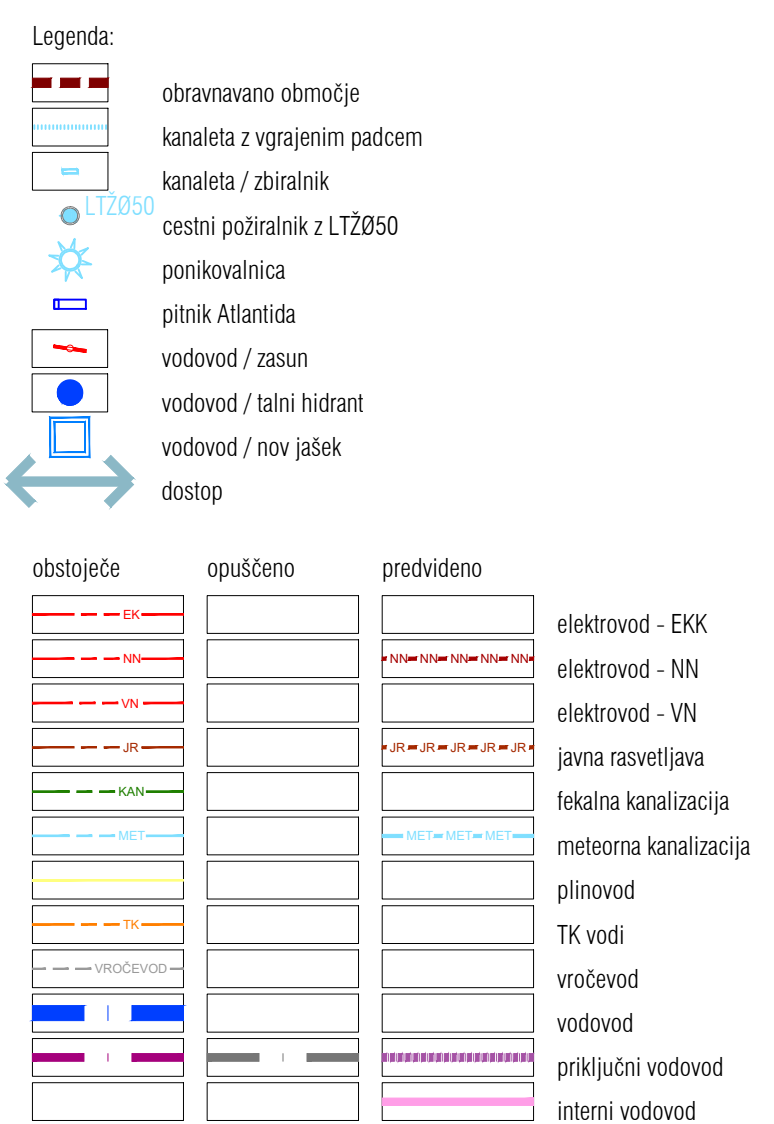 Legenda:
obravnavano območje
kanaleta z vgrajenim padcem
kanaleta / zbiralnik
LTŽØ50 cestni požiralnik z LTŽØ50
ponikovalnica
pitnik Atlantida
vodovod / zasun
vodovod / talni hidrant
vodovod / nov jašek
dostop
obstoječe opuščeno predvideno
EK elektrovod - EKK
NN NN NN NN NN NN elektrovod - NN
VN elektrovod - VN
JR JR JR JR JR JR javna rasvetljava
KAN fekalna kanalizacija
MET MET MET MET meteorna kanalizacija
plinovod
TK TK vodi
VROČEVOD vročevod
vodovod
priključni vodovod
interni vodovod